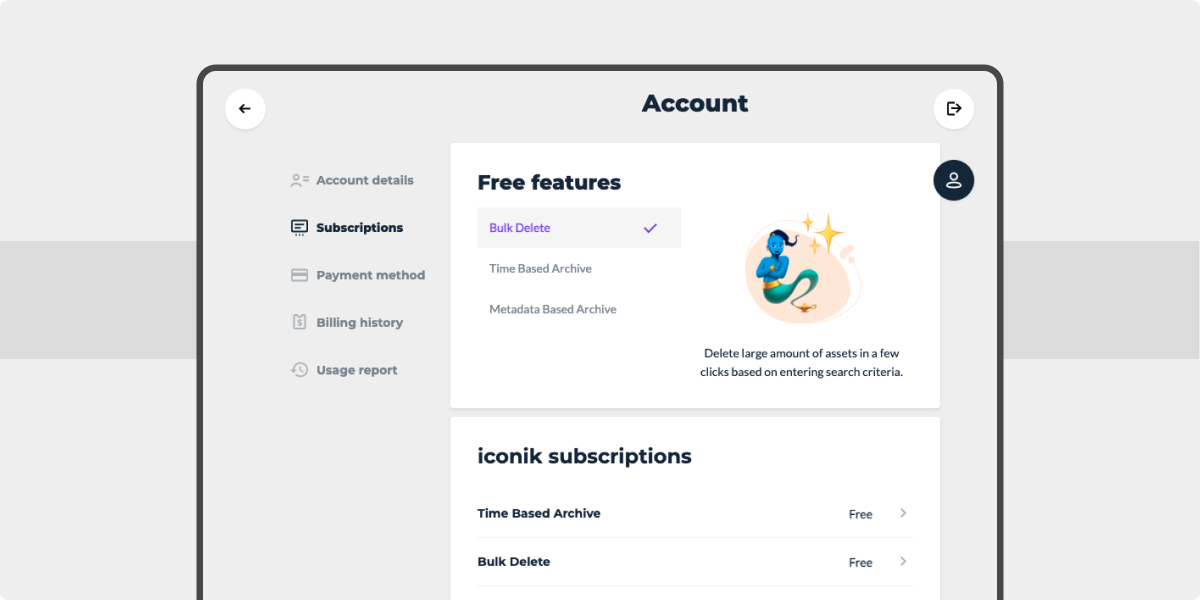 Account
Account details
Subscriptions
Payment method
Billing history
Usage report
Free features
Bulk Delete
Time Based Archive
Metadata Based Archive
Delete large amount of assets in a few
clicks based on entering search criteria.
iconik subscriptions
Time Based Archive Free
Bulk Delete Free